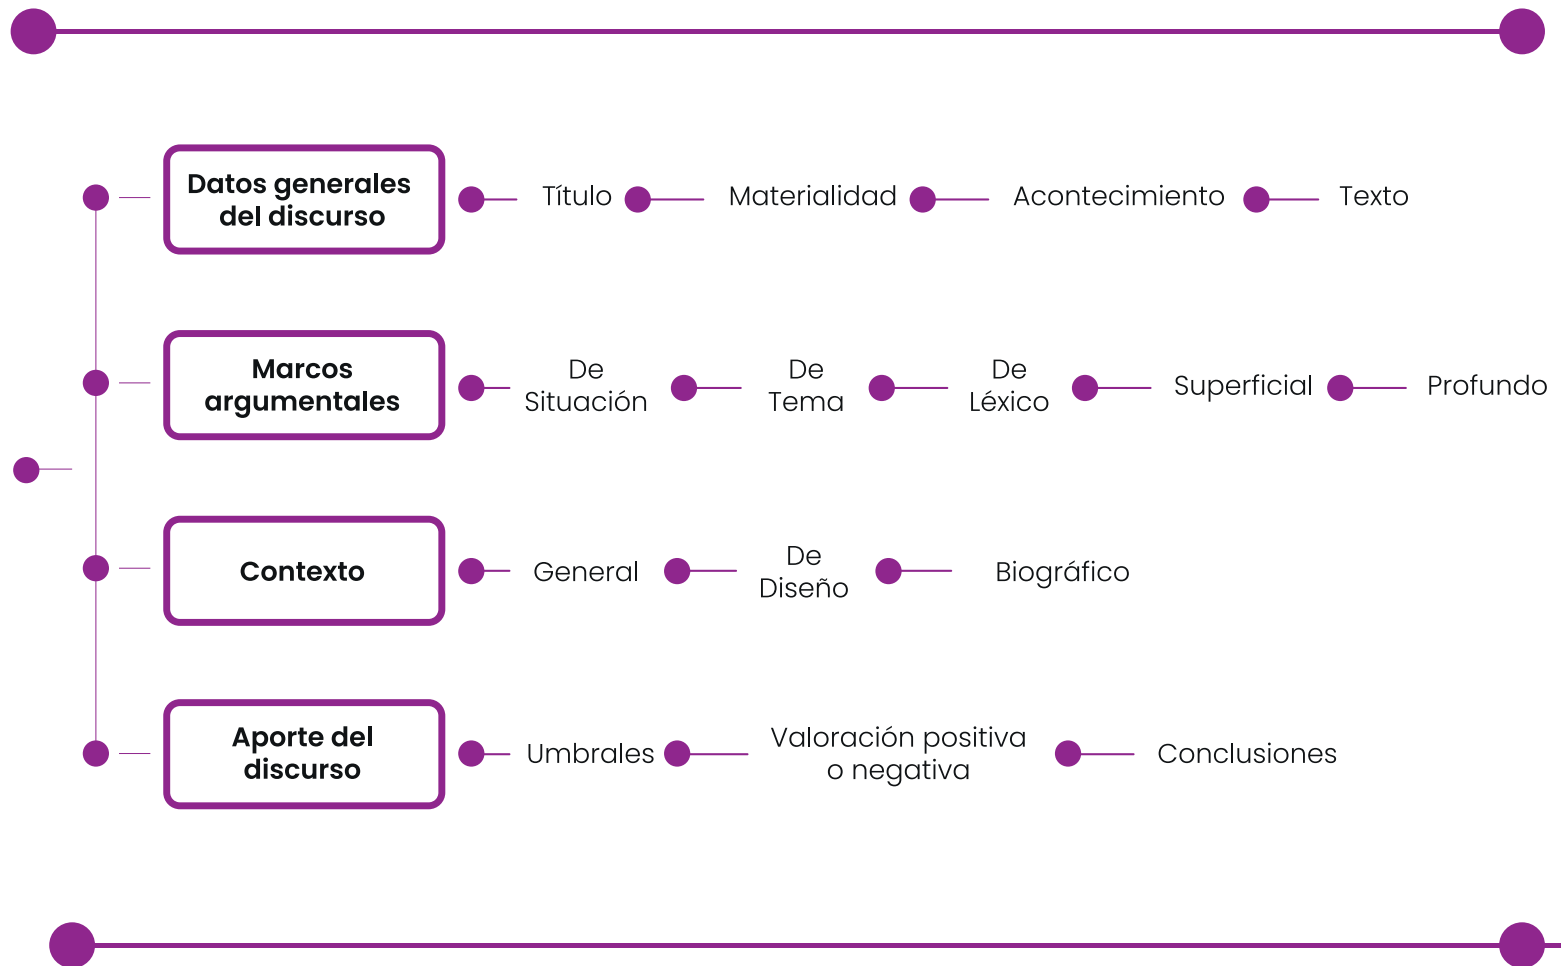 Datos generales
del discurso
Título
Materialidad
Acontecimiento
Texto
Marcos
argumentales
De
Situación
De
Tema
De
Léxico
Superficial
Profundo
Contexto
General
De
Diseño
Biográfico
Aporte del
discurso
Umbrales
Valoración positiva
o negativa
Conclusiones